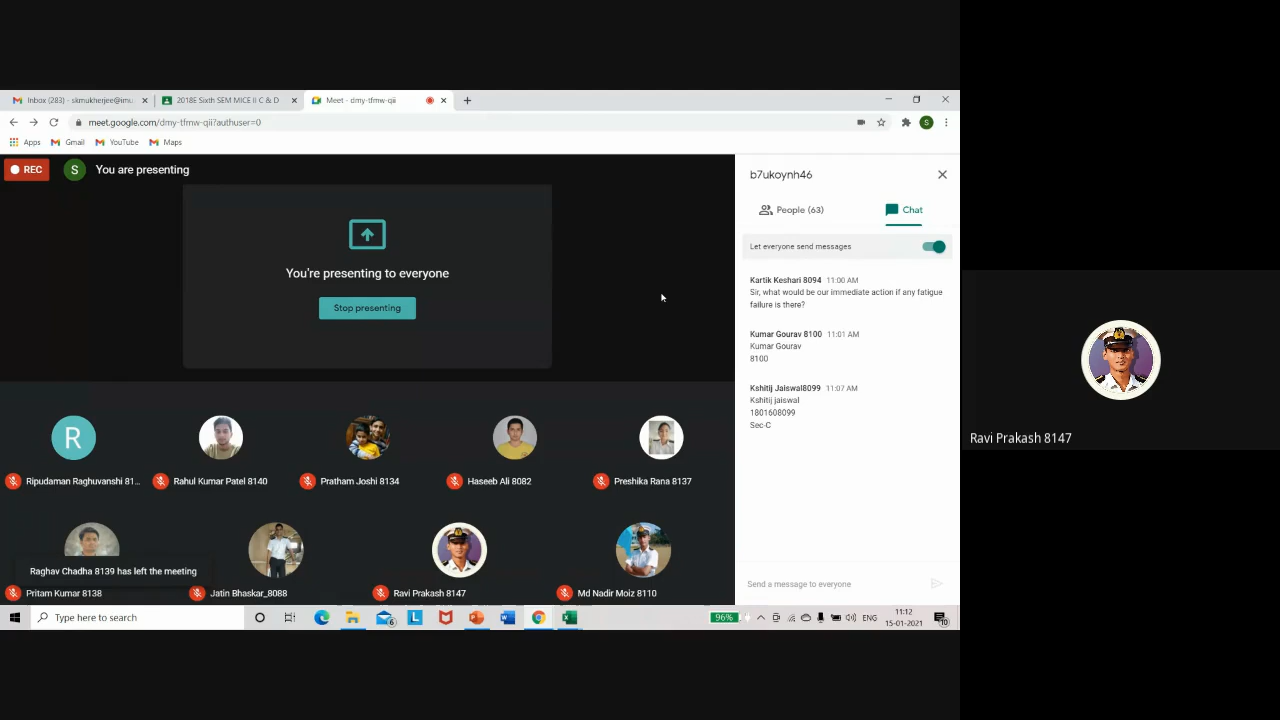 Inbox (283) - skmukherjee@imu
2018E Sixth SEM MICE II C & D
Meet - dmy-tfmw-qii
meet.google.com/dmy-tfmw-qii?authuser=0
S
Apps
Gmail
YouTube
Maps
REC
S
You are presenting
You're presenting to everyone
Stop presenting
R
Ripudaman Raghuvanshi 81...
Rahul Kumar Patel 8140
Pratham Joshi 8134
Haseeb Ali 8082
Preshika Rana 8137
Raghav Chadha 8139 has left the meeting
Pritam Kumar 8138
Jatin Bhaskar_8088
Ravi Prakash 8147
Md Nadir Moiz 8110
b7ukoynh46
People (63)
Chat
Let everyone send messages
Kartik Keshari 8094 11:00 AM
Sir, what would be our immediate action if any fatigue
failure is there?
Kumar Gourav 8100 11:01 AM
Kumar Gourav
8100
Kshitij Jaiswal8099 11:07 AM
Kshitij jaiswal
1801608099
Sec-C
Send a message to everyone
Ravi Prakash 8147
Type here to search
96%
ENG
11:12
15-01-2021